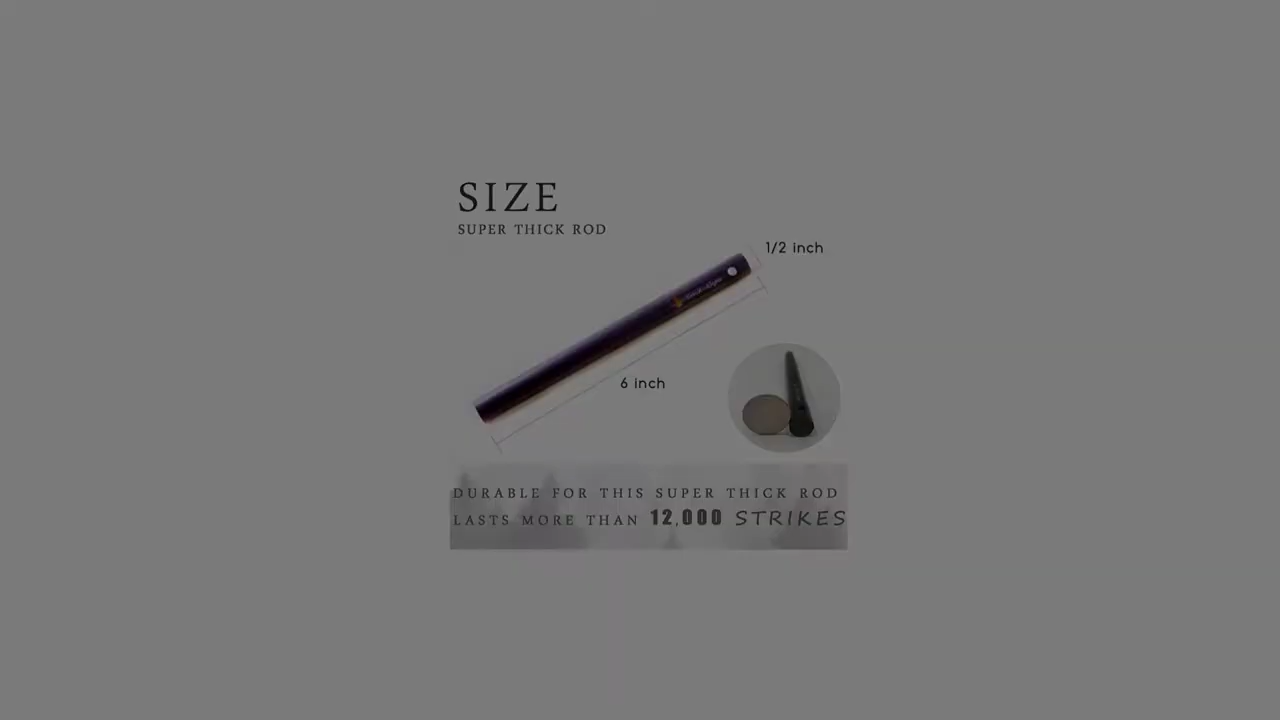 SIZE
SUPER THICK ROD
1/2 inch
6 inch
DURABLE FOR THIS SUPER THICK ROD
LASTS MORE THAN 12,000 STRIKES